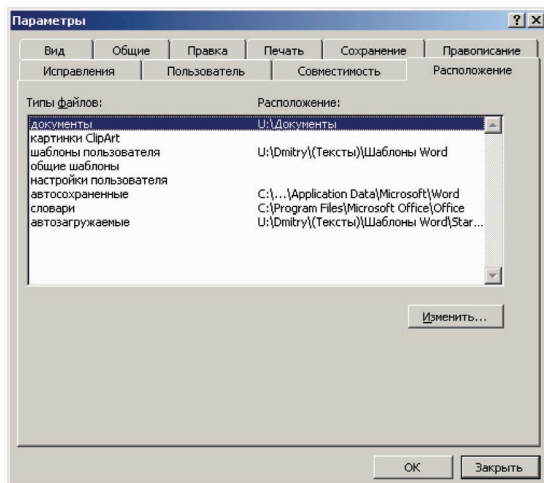 Параметры
Вид Общие Правка Печать Сохранение Правописание
Исправления Пользователь Совместимость Расположение
Типы файлов: Расположение:
документы U:\Документы
картинки ClipArt
шаблоны пользователя U:\Dmitry\(Тексты)\Шаблоны Word
общие шаблоны
настройки пользователя
автосохраненные C:\...\Application Data\Microsoft\Word
словари C:\Program Files\Microsoft Office\Office
автозагружаемые U:\Dmitry\(Тексты)\Шаблоны Word\Star...
Изменить...
OK Закрыть